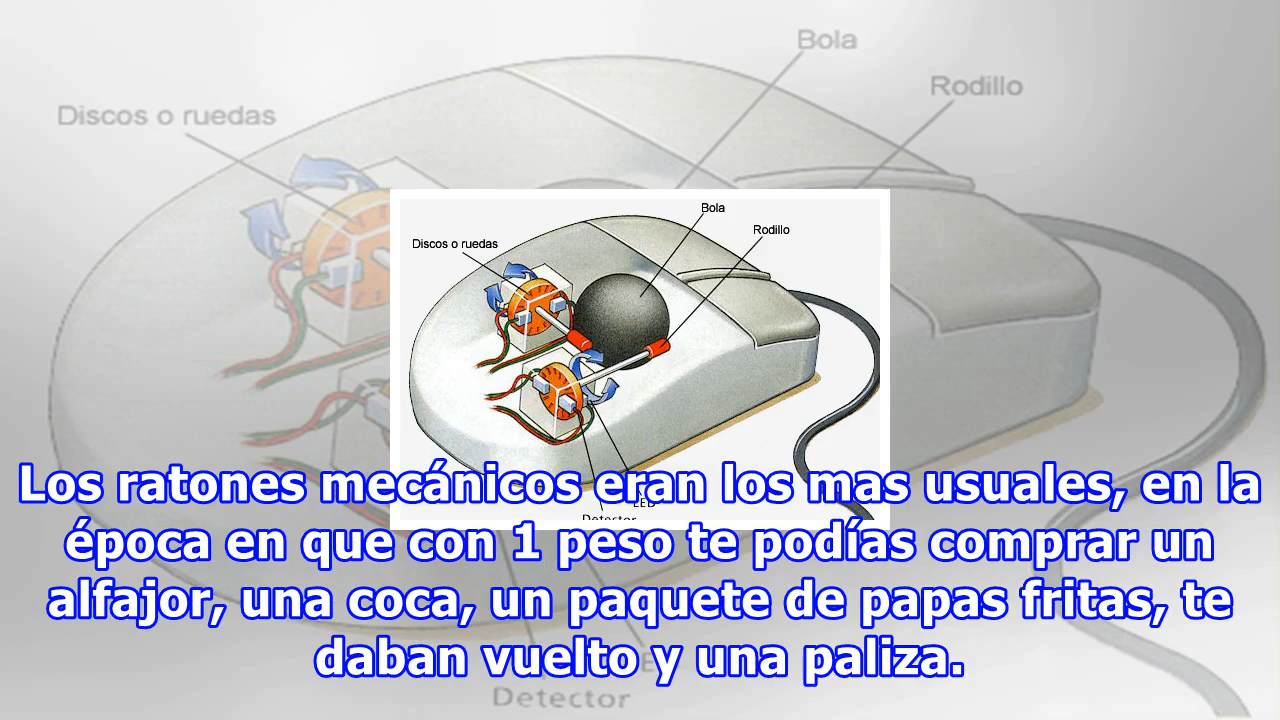 Bola
Rodillo
Discos o ruedas
Bola
Rodillo
Discos o ruedas
LED
Detector
Los ratones mecánicos eran los mas usuales, en la
época en que con 1 peso te podías comprar un
alfajor, una coca, un paquete de papas fritas, te
daban vuelto y una paliza.
Detector